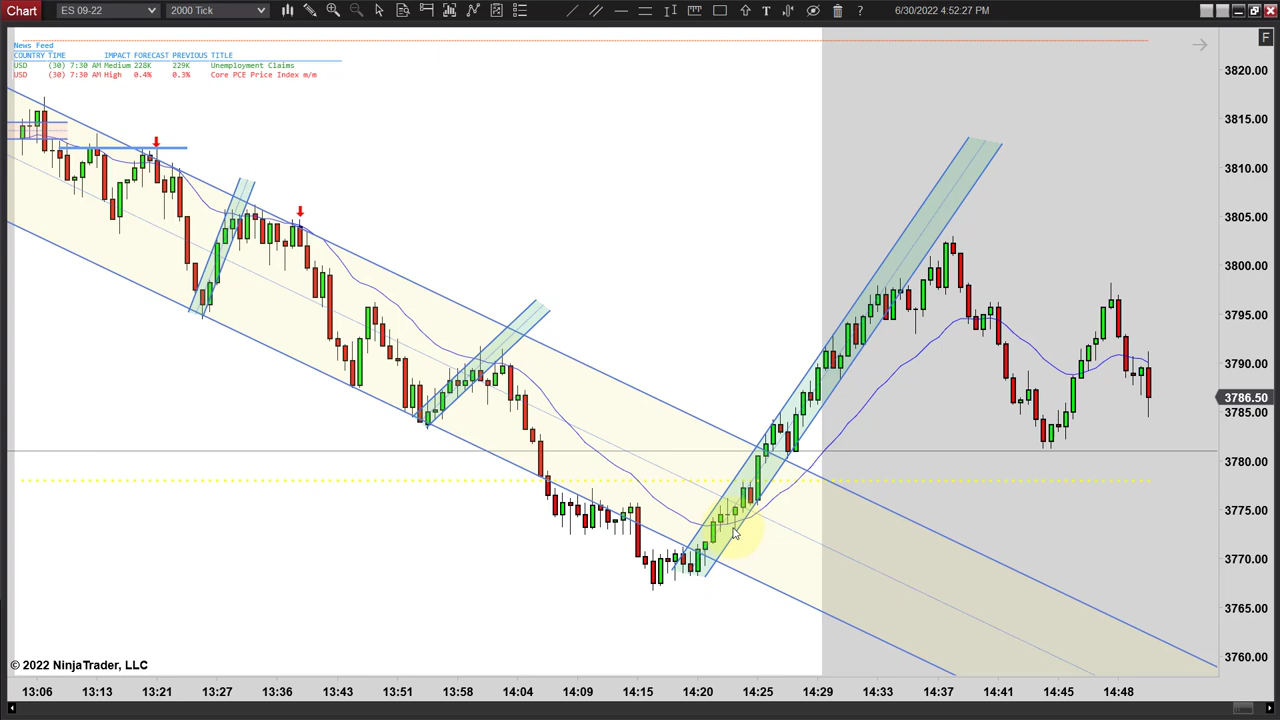 Chart ES 09-22 2000 Tick T ? 6/30/2022 4:52:27 PM
F
News Feed
COUNTRY TIME IMPACT FORECAST PREVIOUS TITLE
USD (30) 7:30 AM Medium 228K 229K Unemployment Claims
USD (30) 7:30 AM High 0.4% 0.3% Core PCE Price Index m/m
3820.00
3815.00
3810.00
3805.00
3800.00
3795.00
3790.00
3786.50
3785.00
3780.00
3775.00
3770.00
3765.00
3760.00
© 2022 NinjaTrader, LLC
13:06 13:13 13:21 13:27 13:36 13:43 13:51 13:58 14:04 14:09 14:15 14:20 14:25 14:29 14:33 14:37 14:41 14:45 14:48